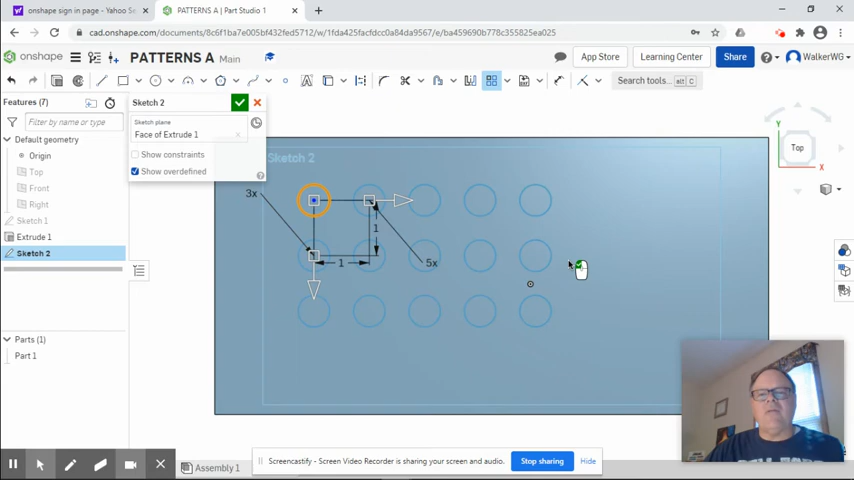 onshape sign in page - Yahoo Se
PATTERNS A | Part Studio 1
cad.onshape.com/documents/8c6f1ba7d05eb432fed5712/w/1fda425facdc84c4da9594960/e/ba459690b778c355825ea025
onshape
PATTERNS A
Main
App Store
Learning Center
Share
WalkerWG
Search tools...
alt C
Features (7)
Filter by name or type
Default geometry
Origin
Top
Front
Right
Sketch 1
Extrude 1
Sketch 2
Parts (1)
Part 1
Sketch 2
Sketch plane
Face of Extrude 1
Show constraints
Show overdefined
Sketch 2
3x
1
1
5x
Top
X
Assembly 1
Screencastify - Screen Video Recorder is sharing your screen and audio.
Stop sharing
Hide